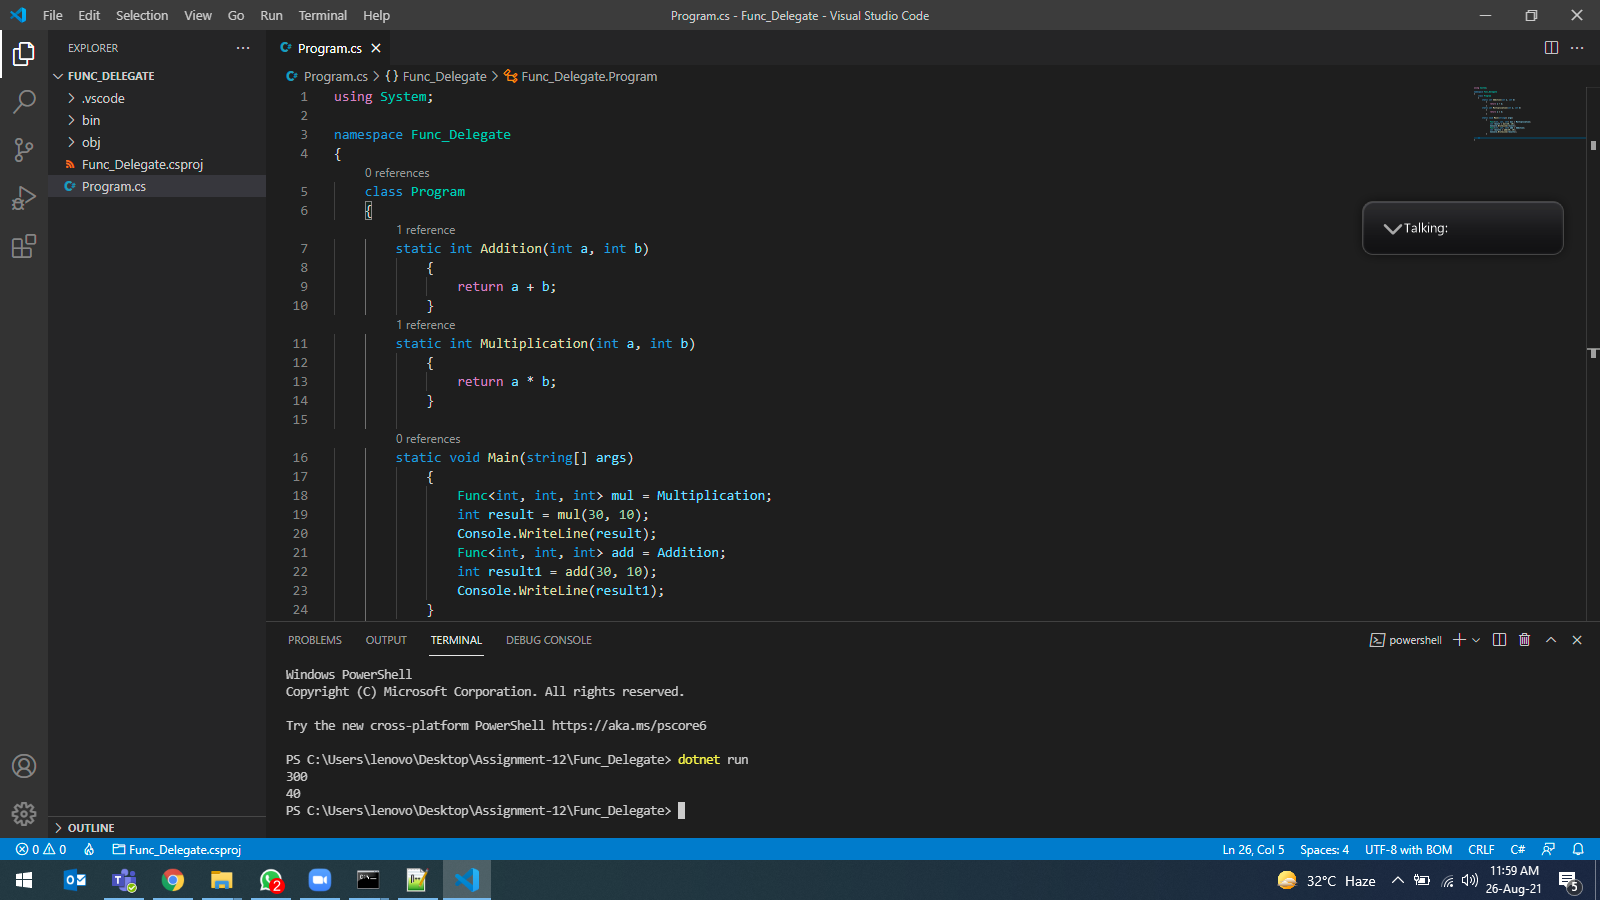 File Edit Selection View Go Run Terminal Help
Program.cs - Func_Delegate - Visual Studio Code
EXPLORER
FUNC_DELEGATE
.vscode
bin
obj
Func_Delegate.csproj
Program.cs
OUTLINE
Program.cs
Program.cs > {} Func_Delegate > Func_Delegate.Program
1 using System;
2
3 namespace Func_Delegate
4 {
0 references
5 class Program
6 {
1 reference
7 static int Addition(int a, int b)
8 {
9 return a + b;
10 }
1 reference
11 static int Multiplication(int a, int b)
12 {
13 return a * b;
14 }
15
0 references
16 static void Main(string[] args)
17 {
18 Func<int, int, int> mul = Multiplication;
19 int result = mul(30, 10);
20 Console.WriteLine(result);
21 Func<int, int, int> add = Addition;
22 int result1 = add(30, 10);
23 Console.WriteLine(result1);
24 }
Talking:
PROBLEMS OUTPUT TERMINAL DEBUG CONSOLE
powershell
Windows PowerShell
Copyright (C) Microsoft Corporation. All rights reserved.
Try the new cross-platform PowerShell https://aka.ms/pscore6
PS C:\Users\lenovo\Desktop\Assignment-12\Func_Delegate> dotnet run
300
40
PS C:\Users\lenovo\Desktop\Assignment-12\Func_Delegate>
0 0 Func_Delegate.csproj
Ln 26, Col 5 Spaces: 4 UTF-8 with BOM CRLF C#
2
32°C Haze
11:59 AM
26-Aug-21
5